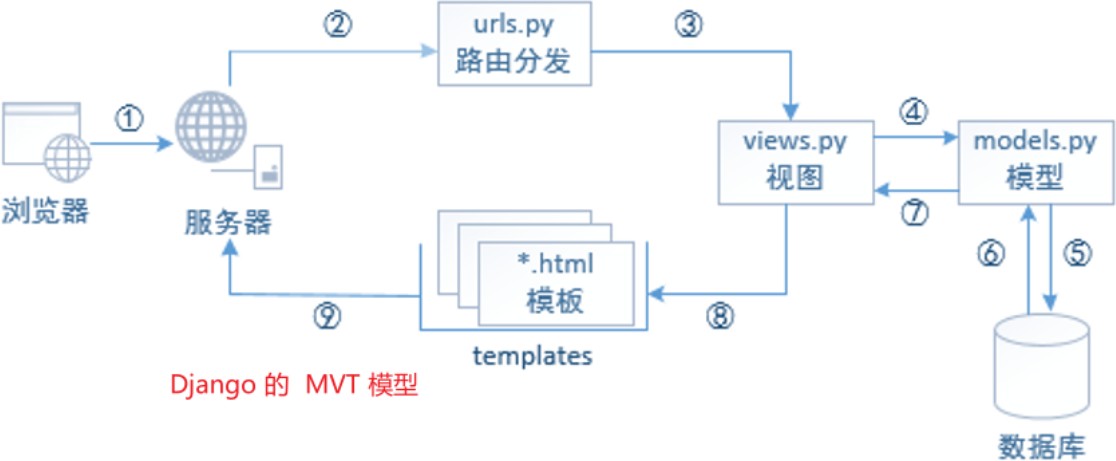 ②
urls.py
路由分发
③
①
浏览器
服务器
views.py
视图
④
models.py
模型
⑦
⑥
⑤
*.html
模板
⑧
⑨
templates
Django 的 MVT 模型
数据库